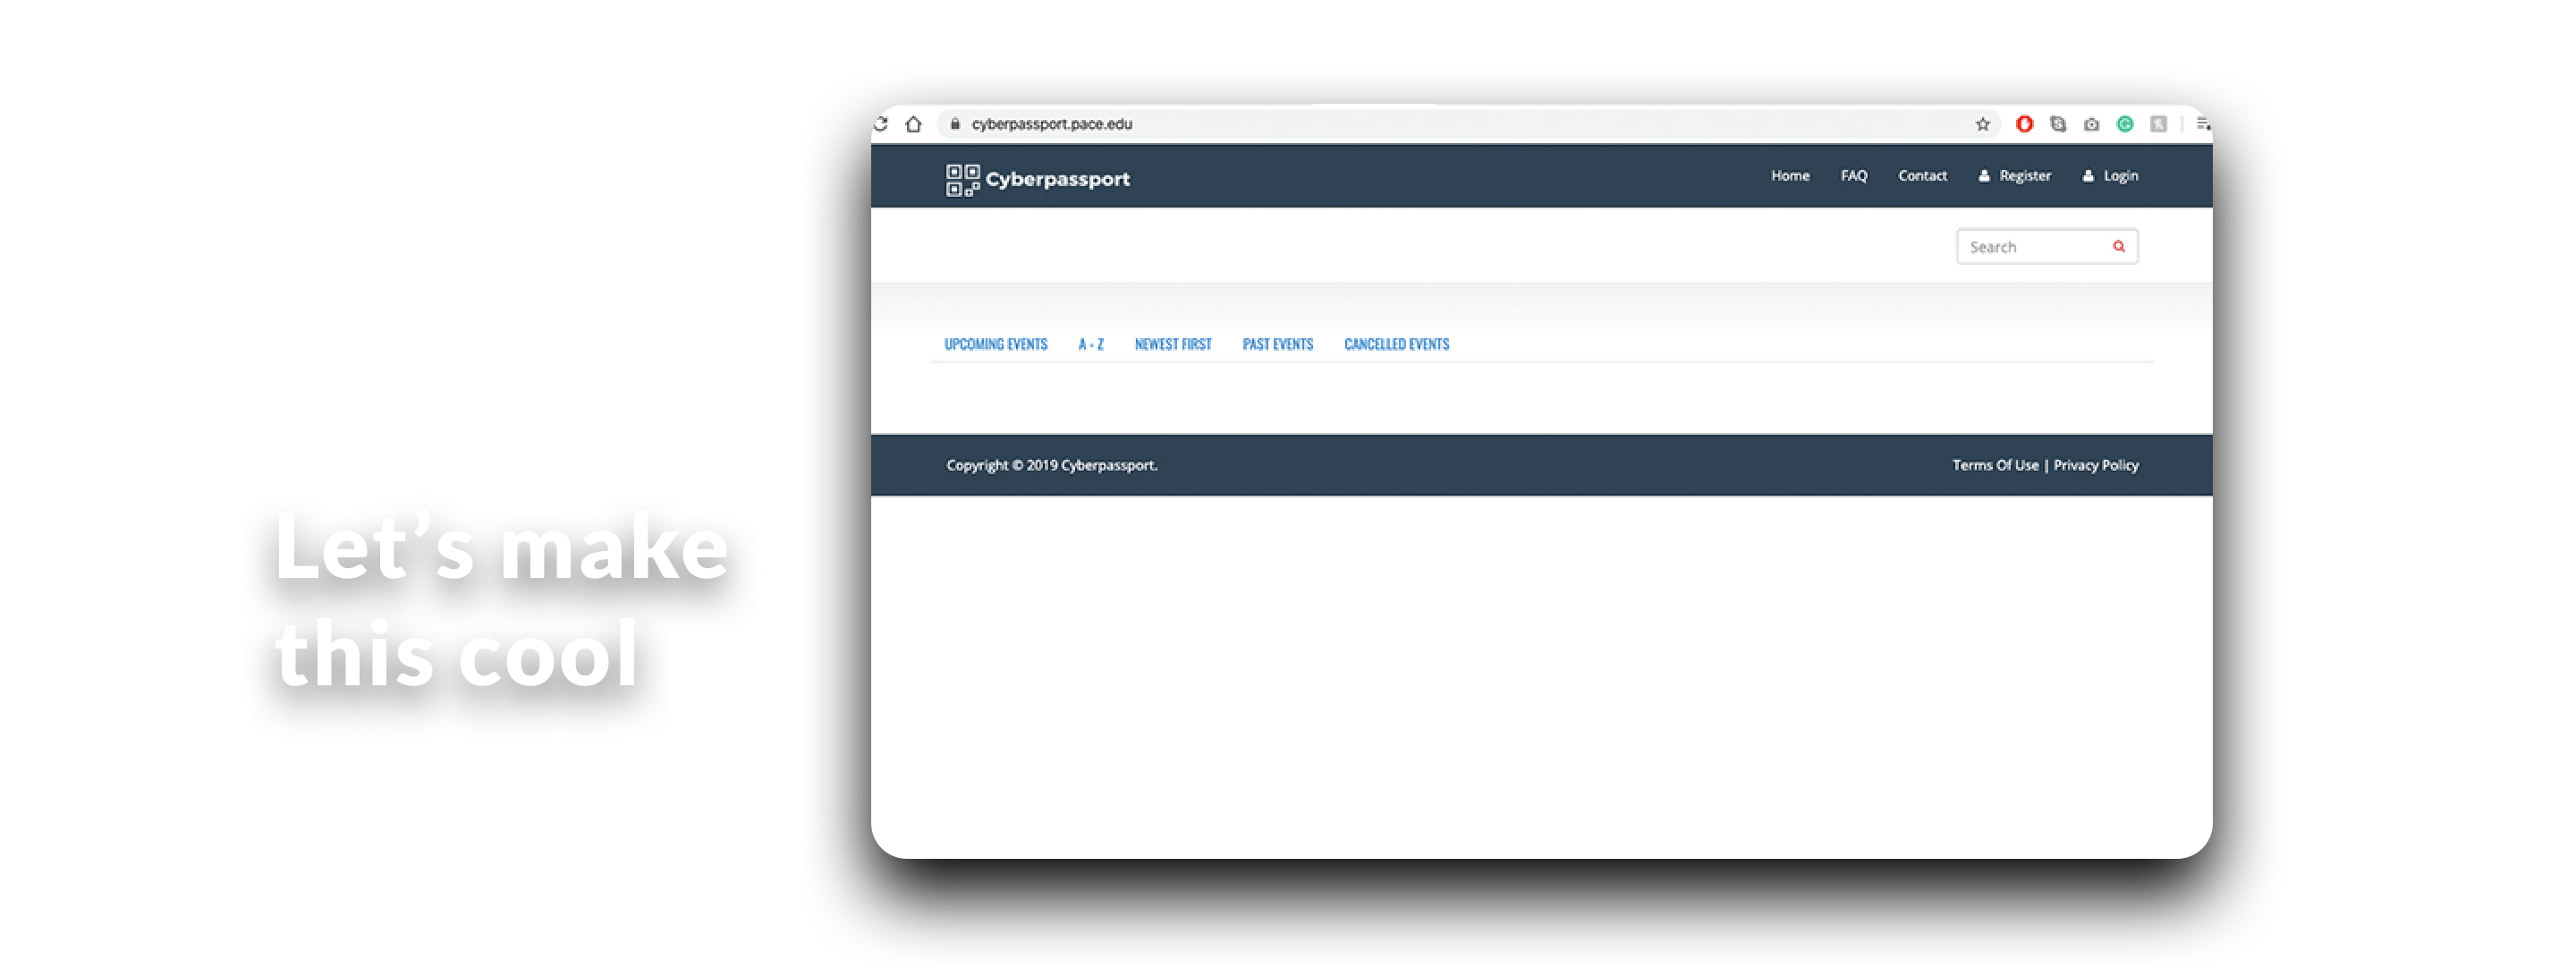 Let’s make
this cool
cyberpassport.pace.edu
Cyberpassport
Home FAQ Contact Register Login
Search
UPCOMING EVENTS A - Z NEWEST FIRST PAST EVENTS CANCELLED EVENTS
Copyright © 2019 Cyberpassport.
Terms Of Use | Privacy Policy